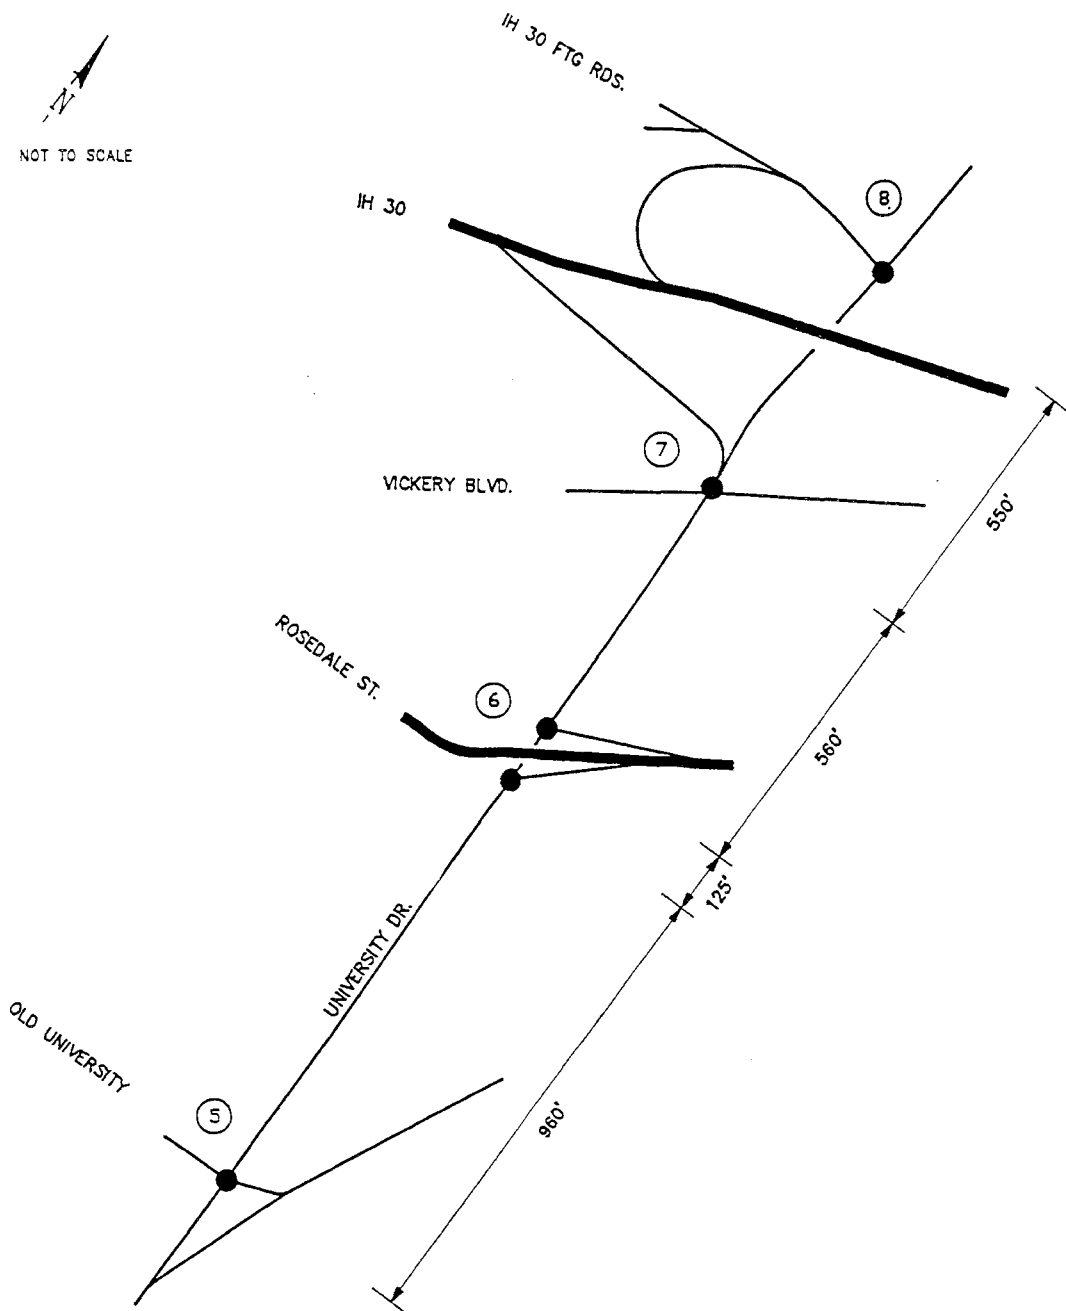 IH 30 FTG RDS.
N
NOT TO SCALE
IH 30
8
7
VICKERY BLVD.
550'
ROSEDALE ST.
6
560'
125'
UNIVERSITY DR.
OLD UNIVERSITY
5
960'